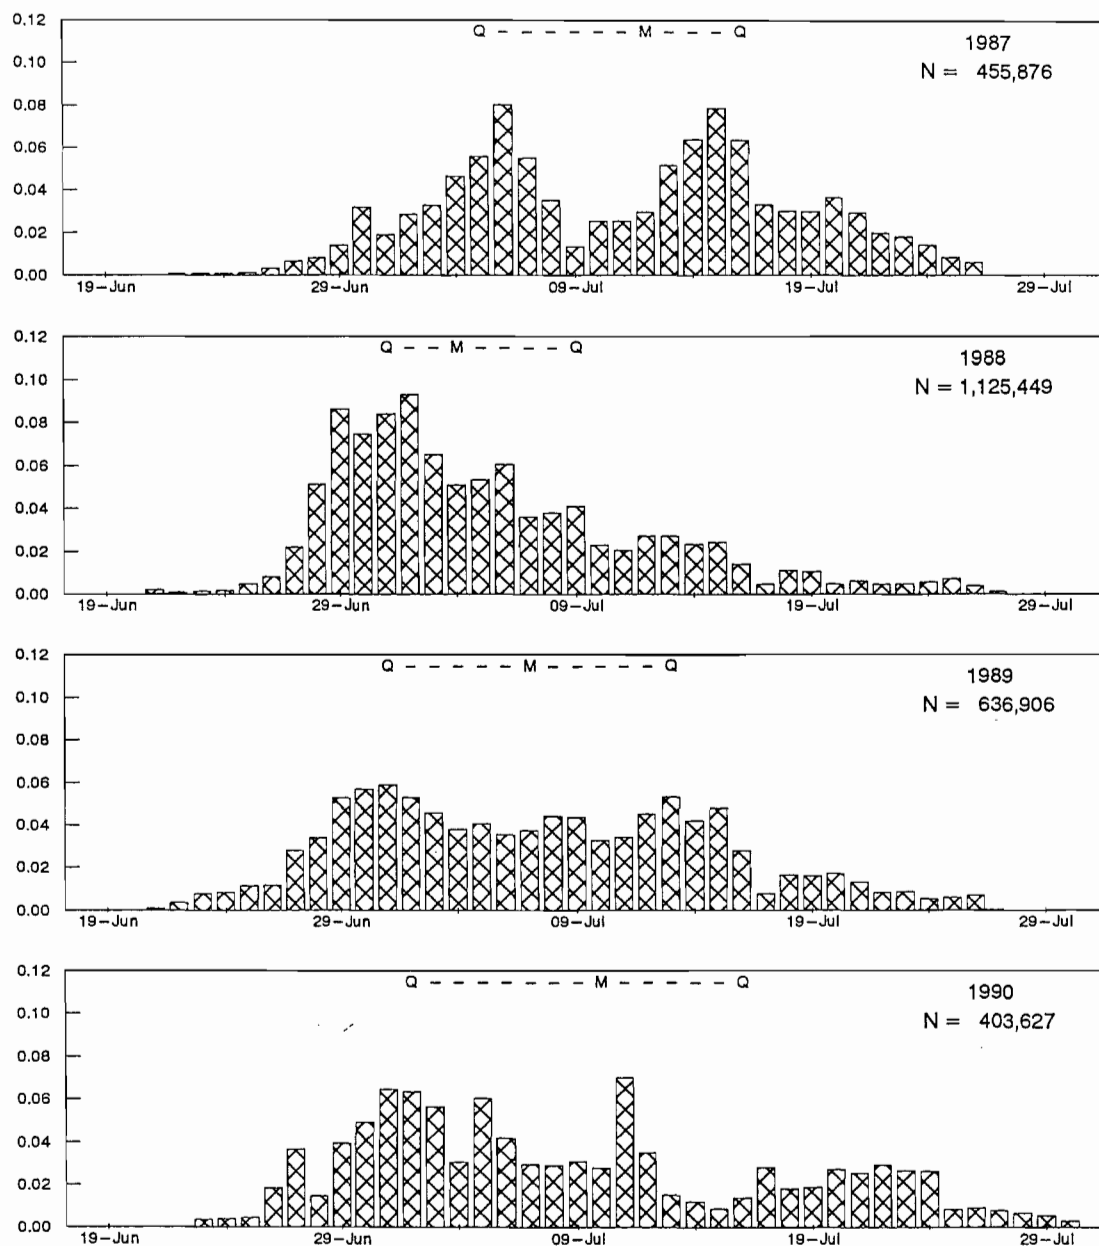 0.12
Q - - - - - - M - - - Q
1987
0.10
N = 455,876
0.08
0.06
0.04
0.02
0.00
19-Jun 29-Jun 09-Jul 19-Jul 29-Jul
0.12
Q - - M - - - - Q
1988
0.10
N = 1,125,449
0.08
0.06
0.04
0.02
0.00
19-Jun 29-Jun 09-Jul 19-Jul 29-Jul
0.12
Q - - - - - M - - - - - Q
1989
0.10
N = 636,906
0.08
0.06
0.04
0.02
0.00
19-Jun 29-Jun 09-Jul 19-Jul 29-Jul
0.12
Q - - - - - - - M - - - - - Q
1990
0.10
N = 403,627
0.08
0.06
0.04
0.02
0.00
19-Jun 29-Jun 09-Jul 19-Jul 29-Jul